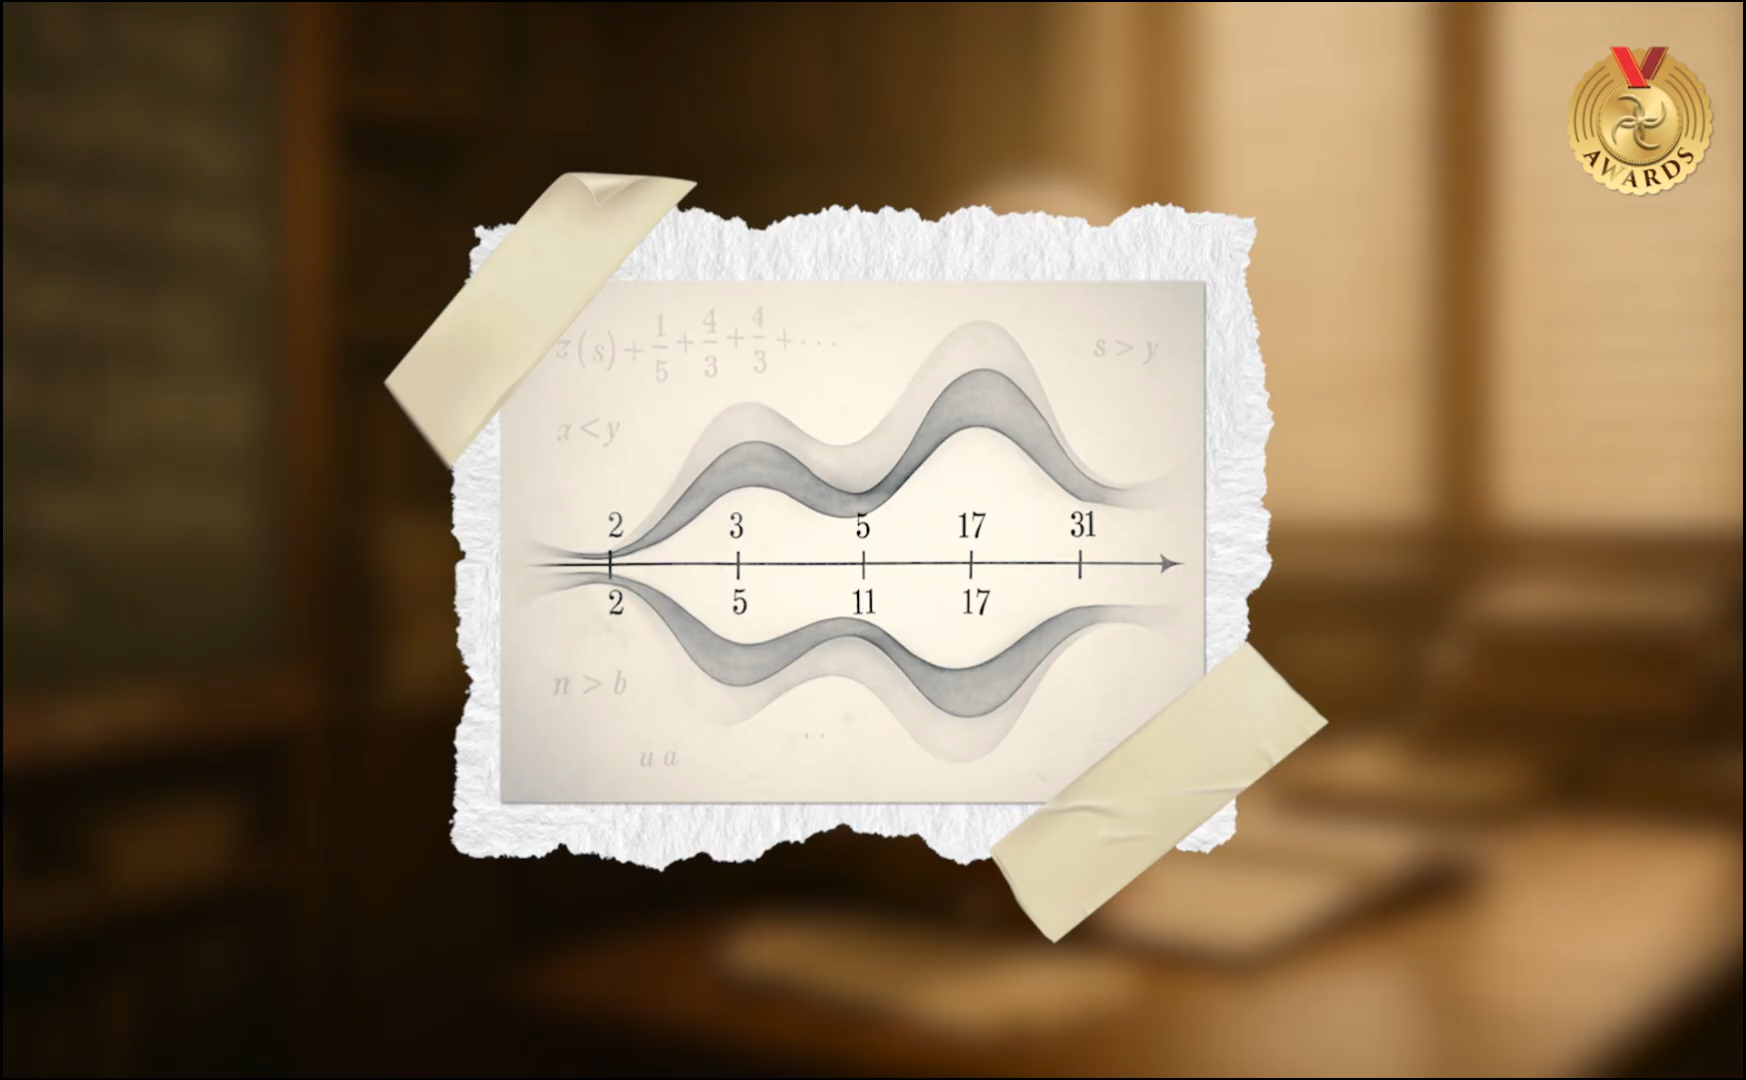 z(s) + 1/5 + 4/3 + 4/3 + ...
s > y
x < y
2 3 5 17 31
2 5 11 17
n > b
u a
AWARDS